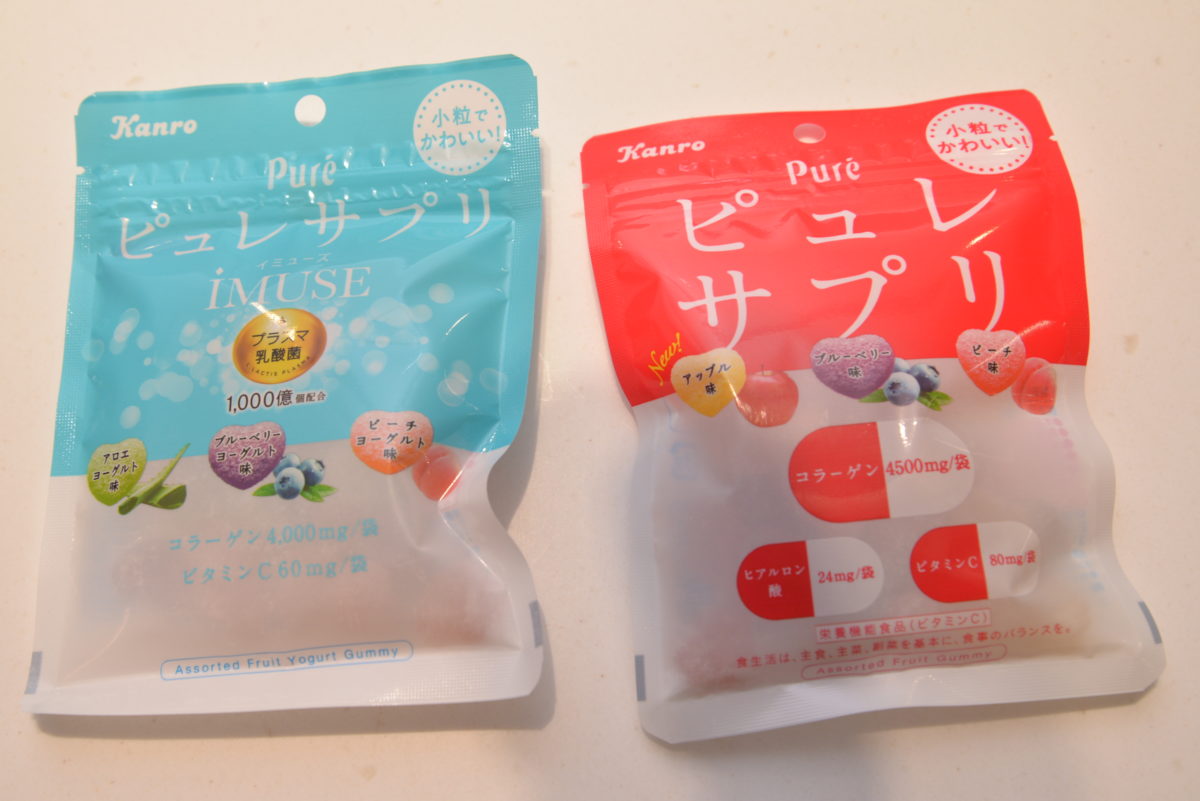 Kanro
小粒で
かわいい!
Puré
ピュレサプリ
イミューズ
iMUSE
プラズマ
乳酸菌
LACTIS PLASMA
1,000億個配合
アロエ
ヨーグルト
味
ブルーベリー
ヨーグルト
味
ピーチ
ヨーグルト
味
コラーゲン4,000mg/袋
ビタミンC 60mg/袋
Assorted Fruit Yogurt Gummy
Kanro
小粒で
かわいい!
Puré
ピュレ
サプリ
New!
アップル
味
ブルーベリー
味
ピーチ
味
コラーゲン 4500mg/袋
ヒアルロン
酸
24mg/袋
ビタミンC 80mg/袋
栄養機能食品(ビタミンC)
食生活は、主食、主菜、副菜を基本に、食事のバランスを。
Assorted Fruit Gummy